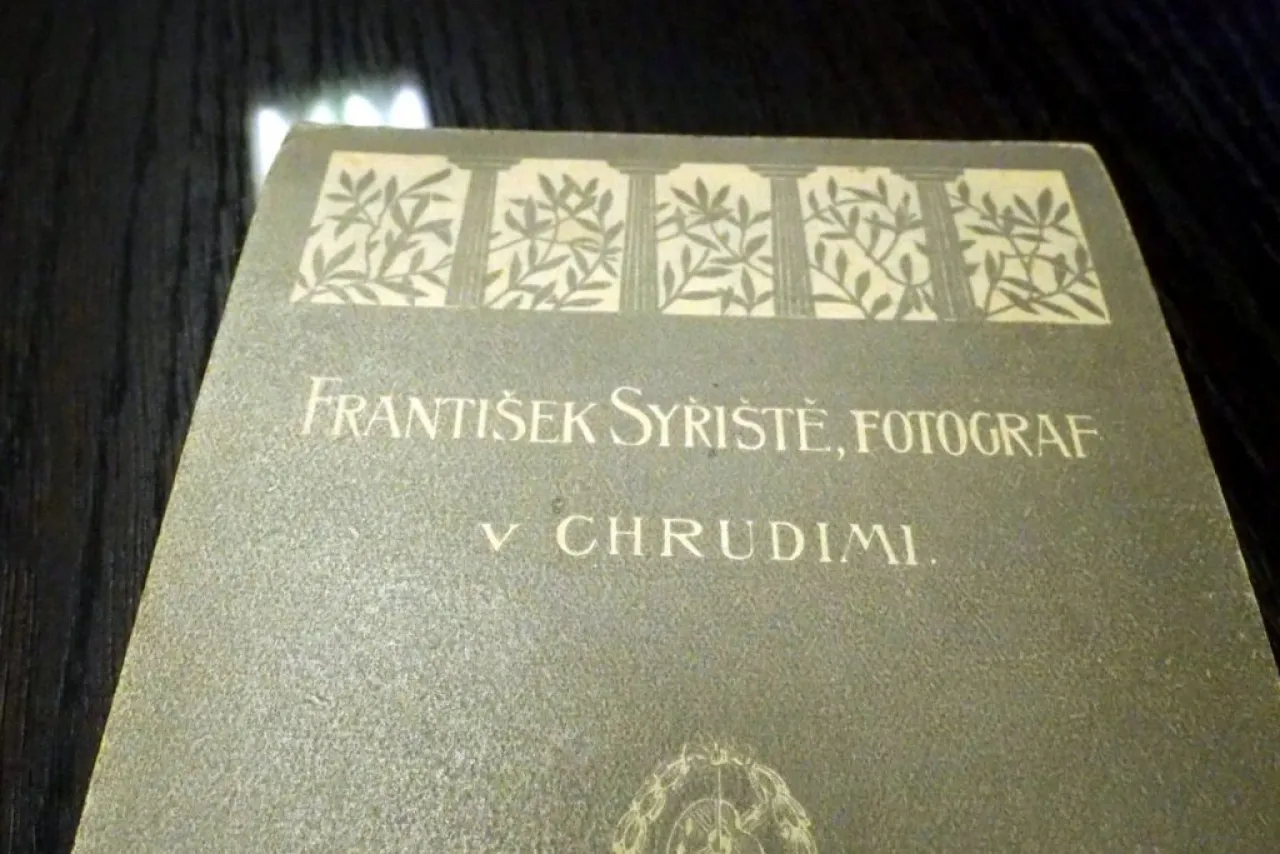 FRANTIŠEK SYŘIŠTĚ, FOTOGRAF
V CHRUDIMI.